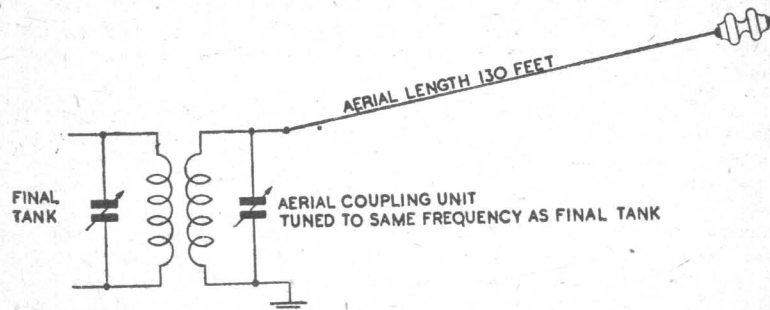 AERIAL LENGTH 130 FEET
FINAL
TANK
AERIAL COUPLING UNIT
TUNED TO SAME FREQUENCY AS FINAL TANK